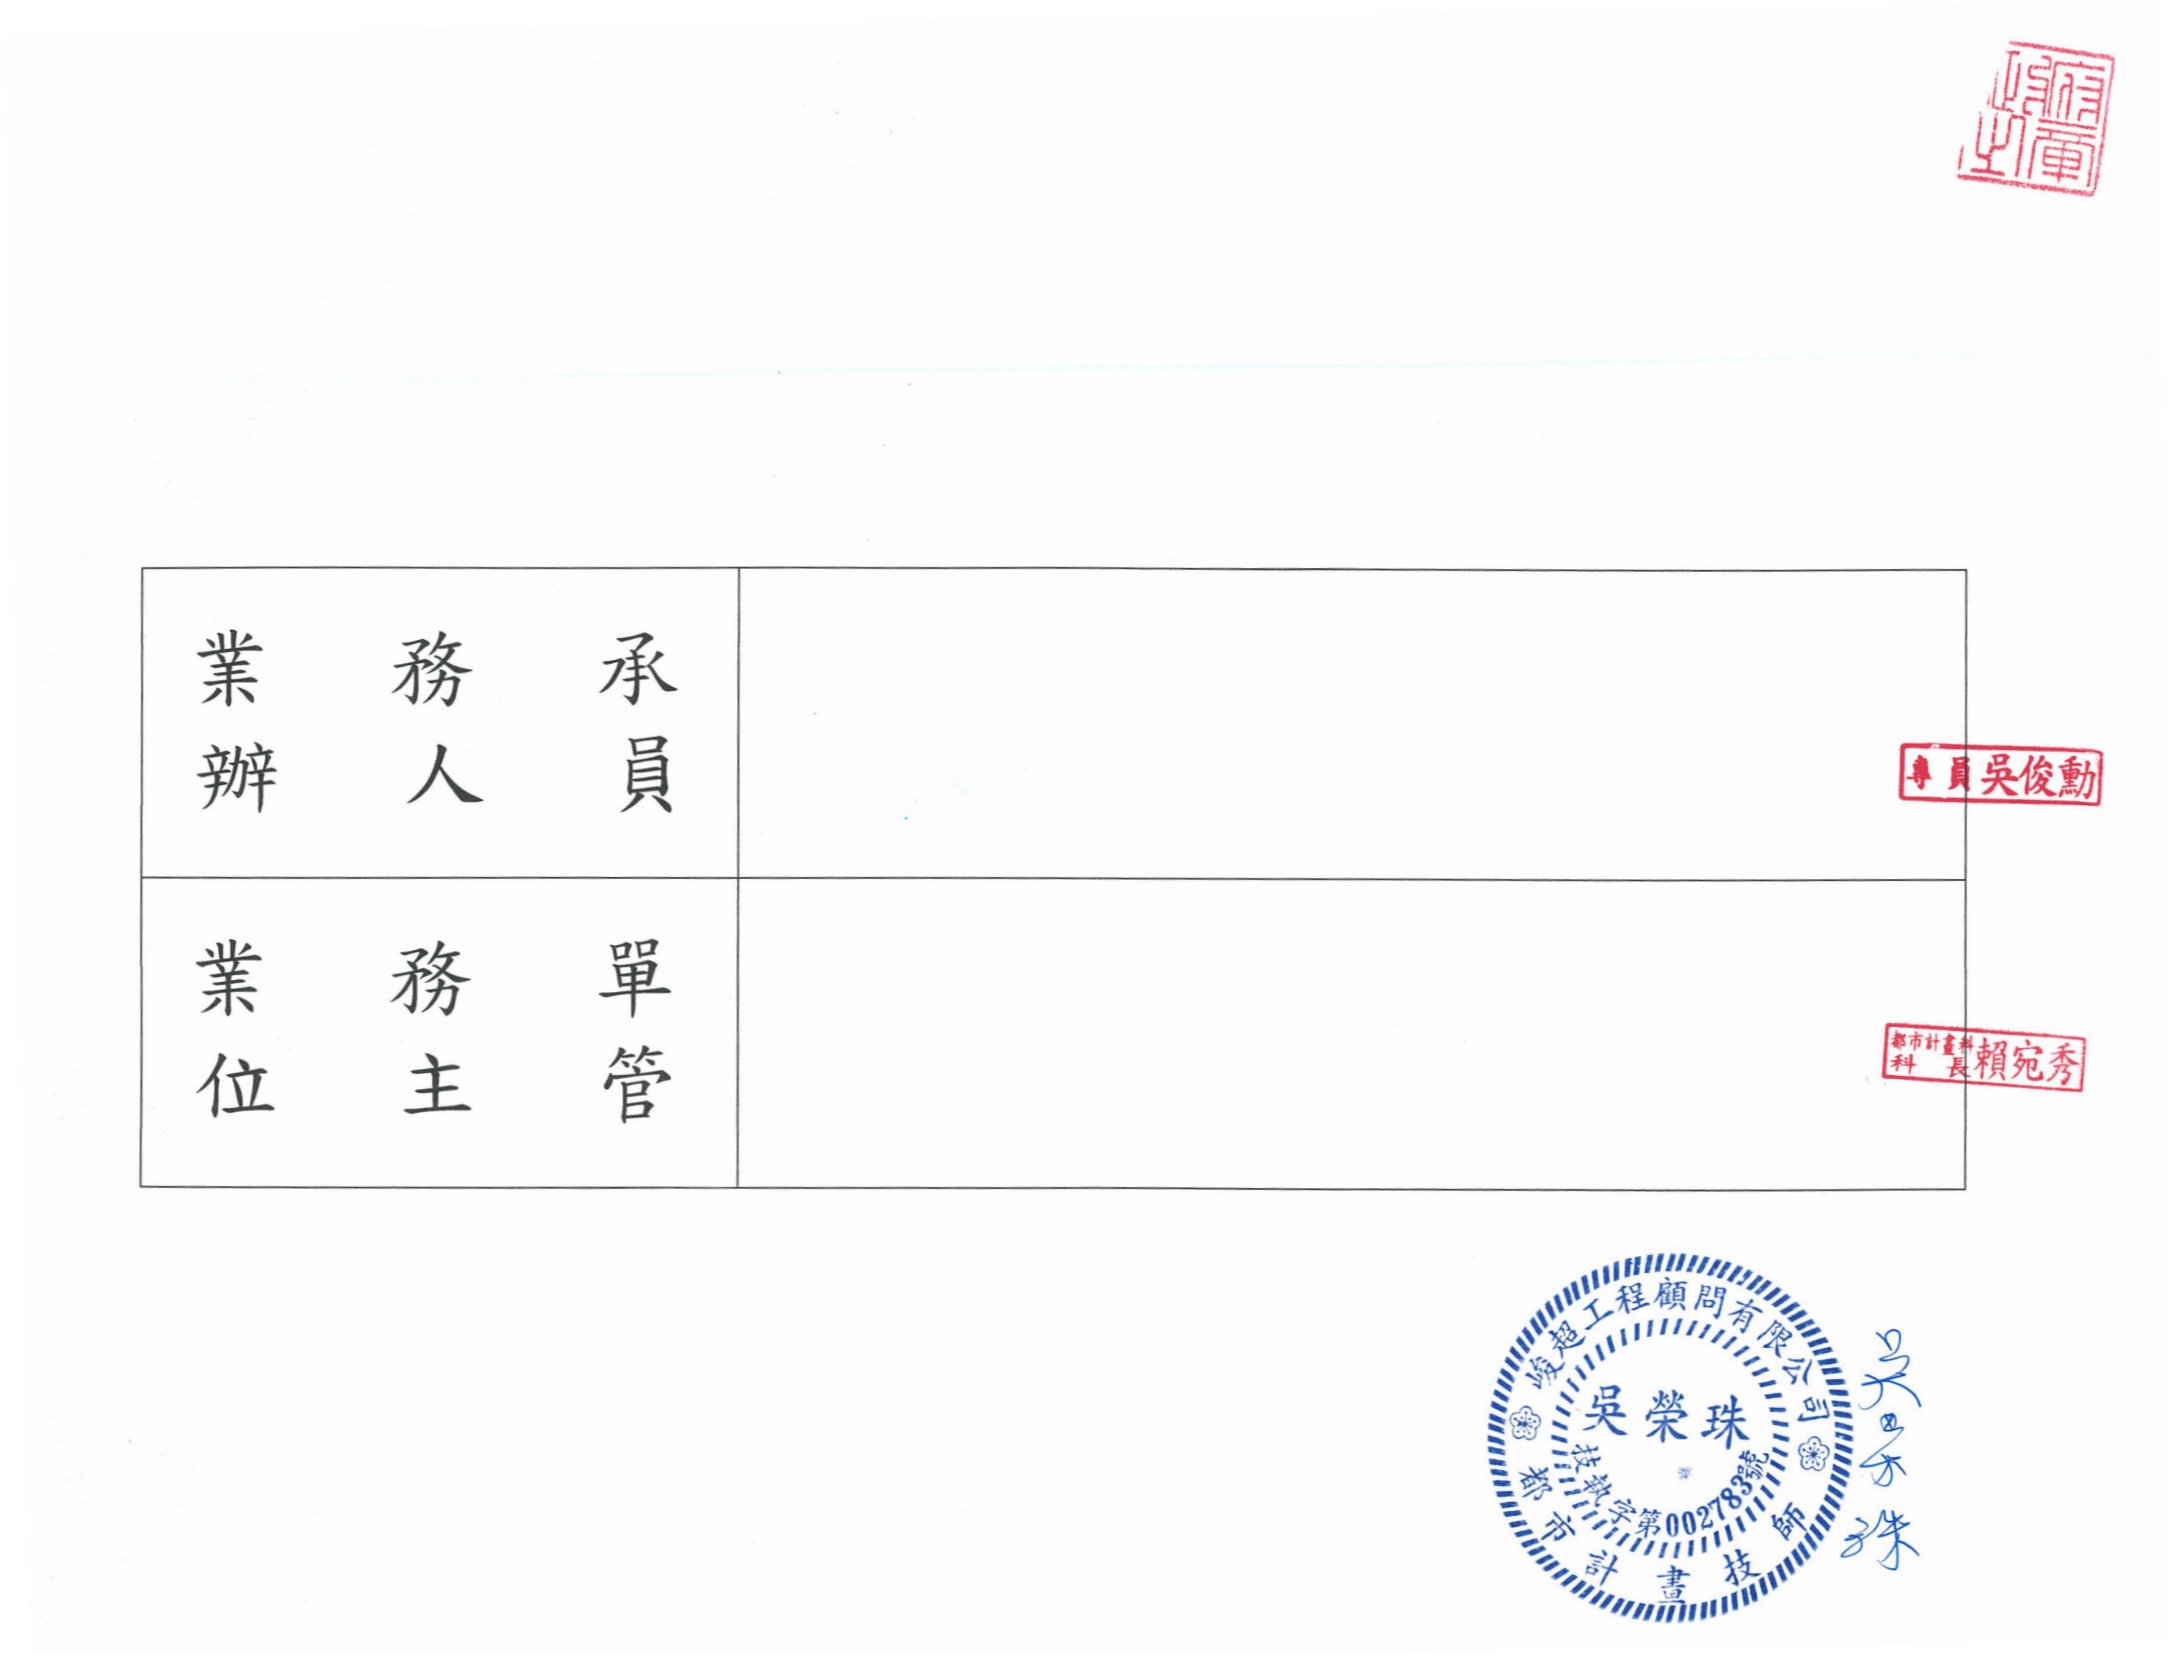 業務承
辦人員
專員吳俊勳
業務單
位主管
都市計畫科
科長
賴宛秀
峻超工程顧問有限公司
吳榮珠
技執字第002783號
都市計畫技師
吳榮珠